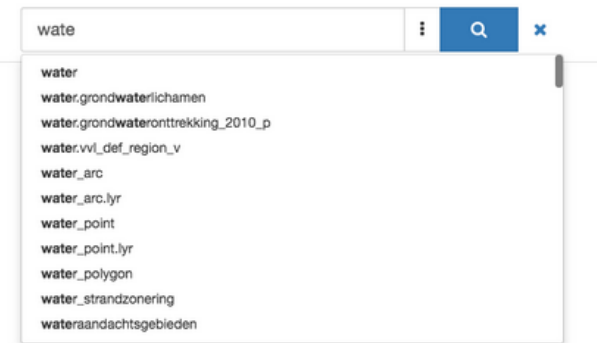 wate
water
water.grondwaterlichamen
water.grondwateronttrekking_2010_p
water.vvl_def_region_v
water_arc
water_arc.lyr
water_point
water_point.lyr
water_polygon
water_strandzonering
wateraandachtsgebieden